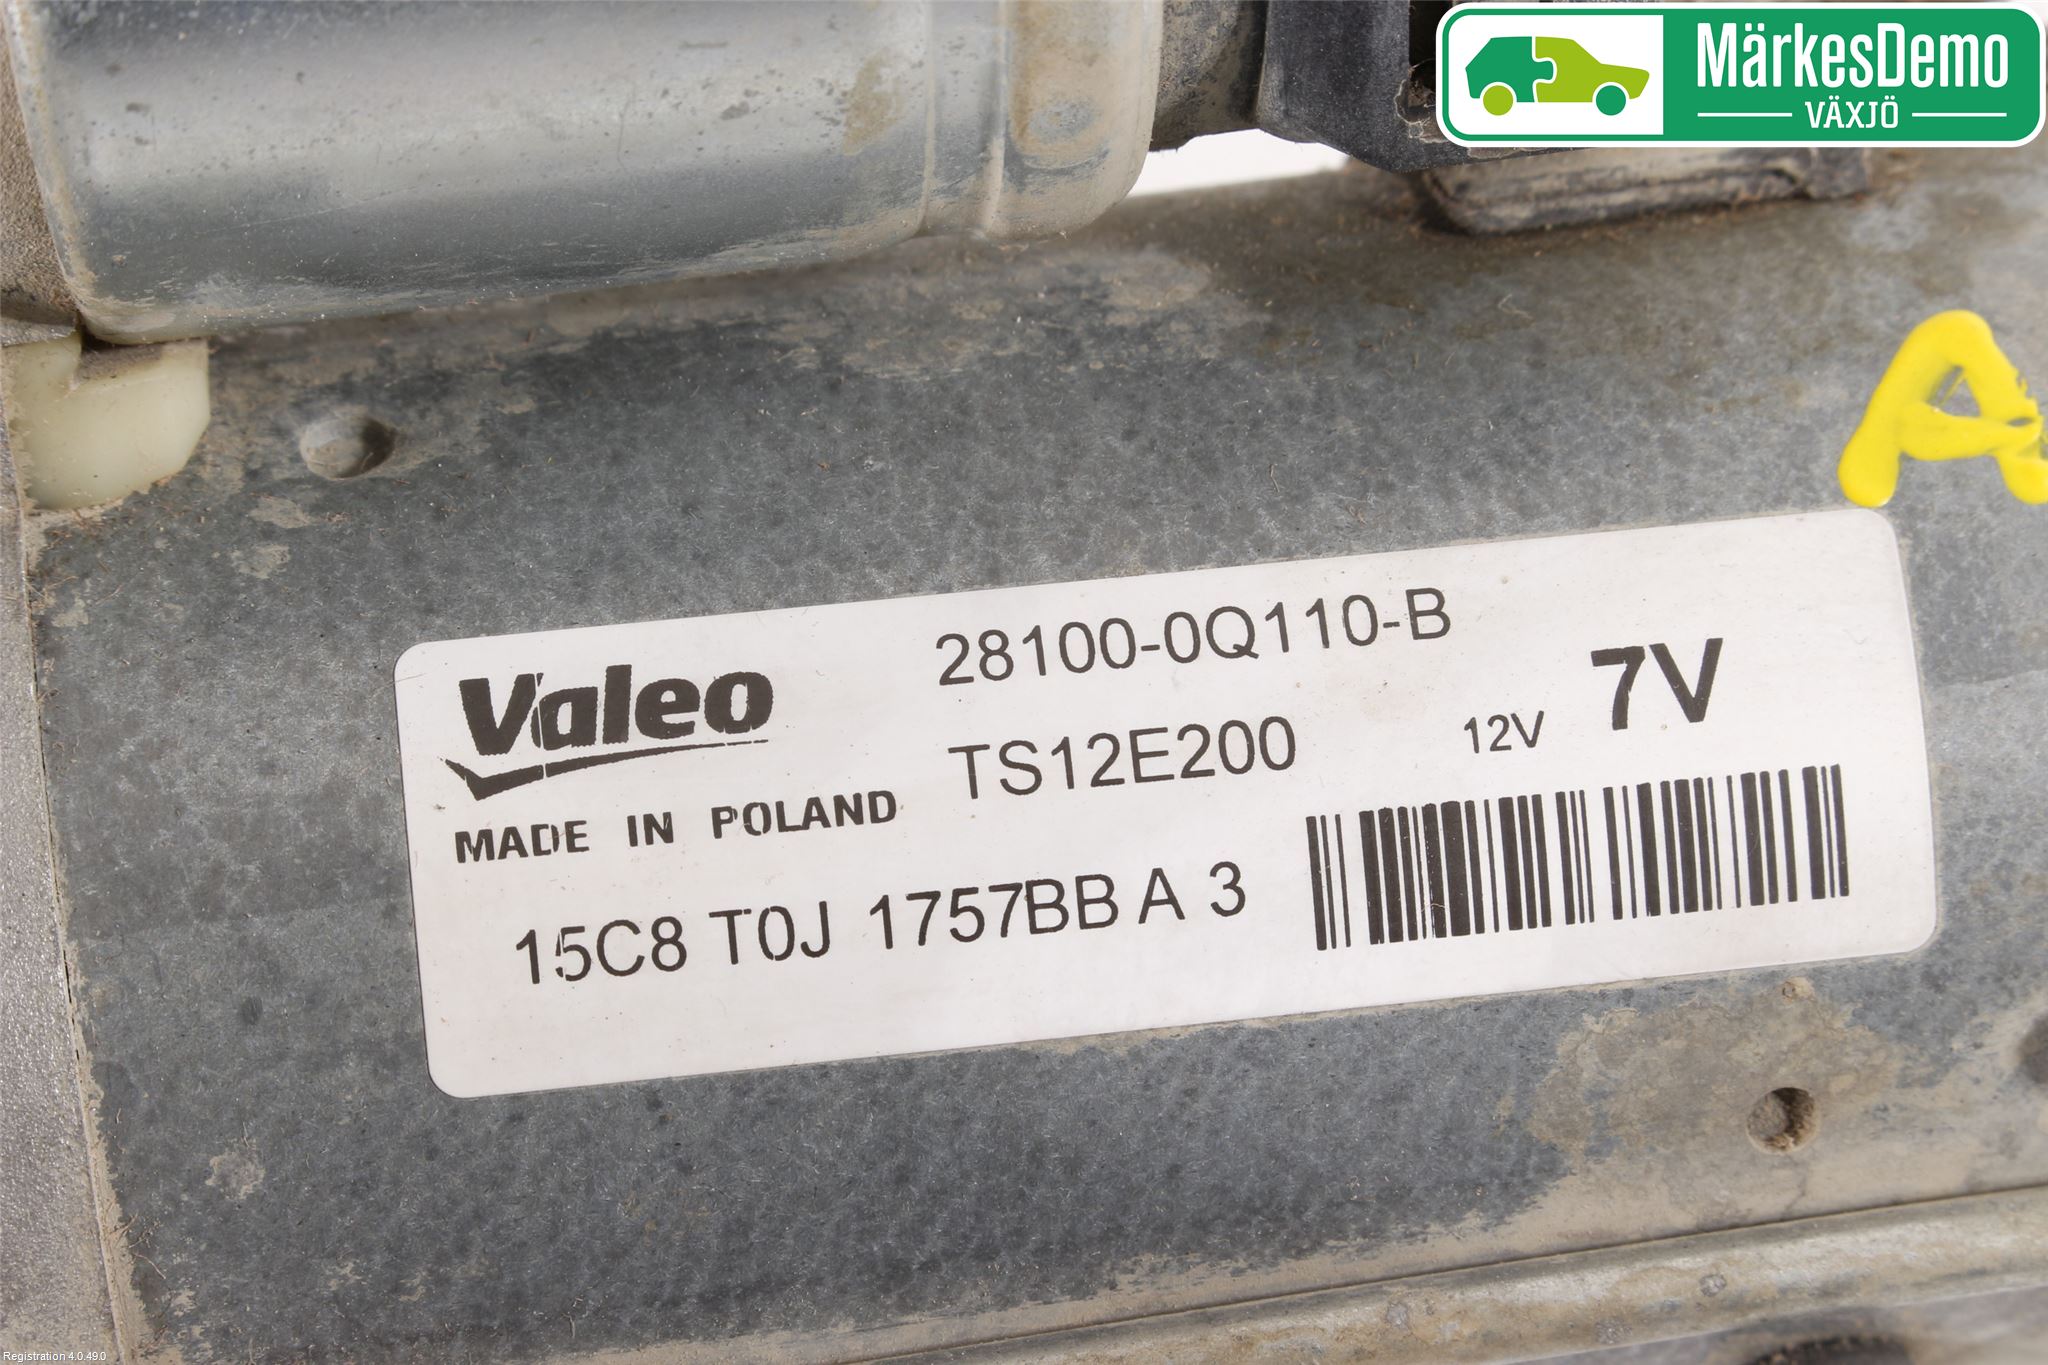 MärkesDemo
VÄXJÖ
A
Valeo
28100-0Q110-B
TS12E200
12V
7V
MADE IN POLAND
15C8 T0J 1757BB A 3
Registration 4.0.49.0